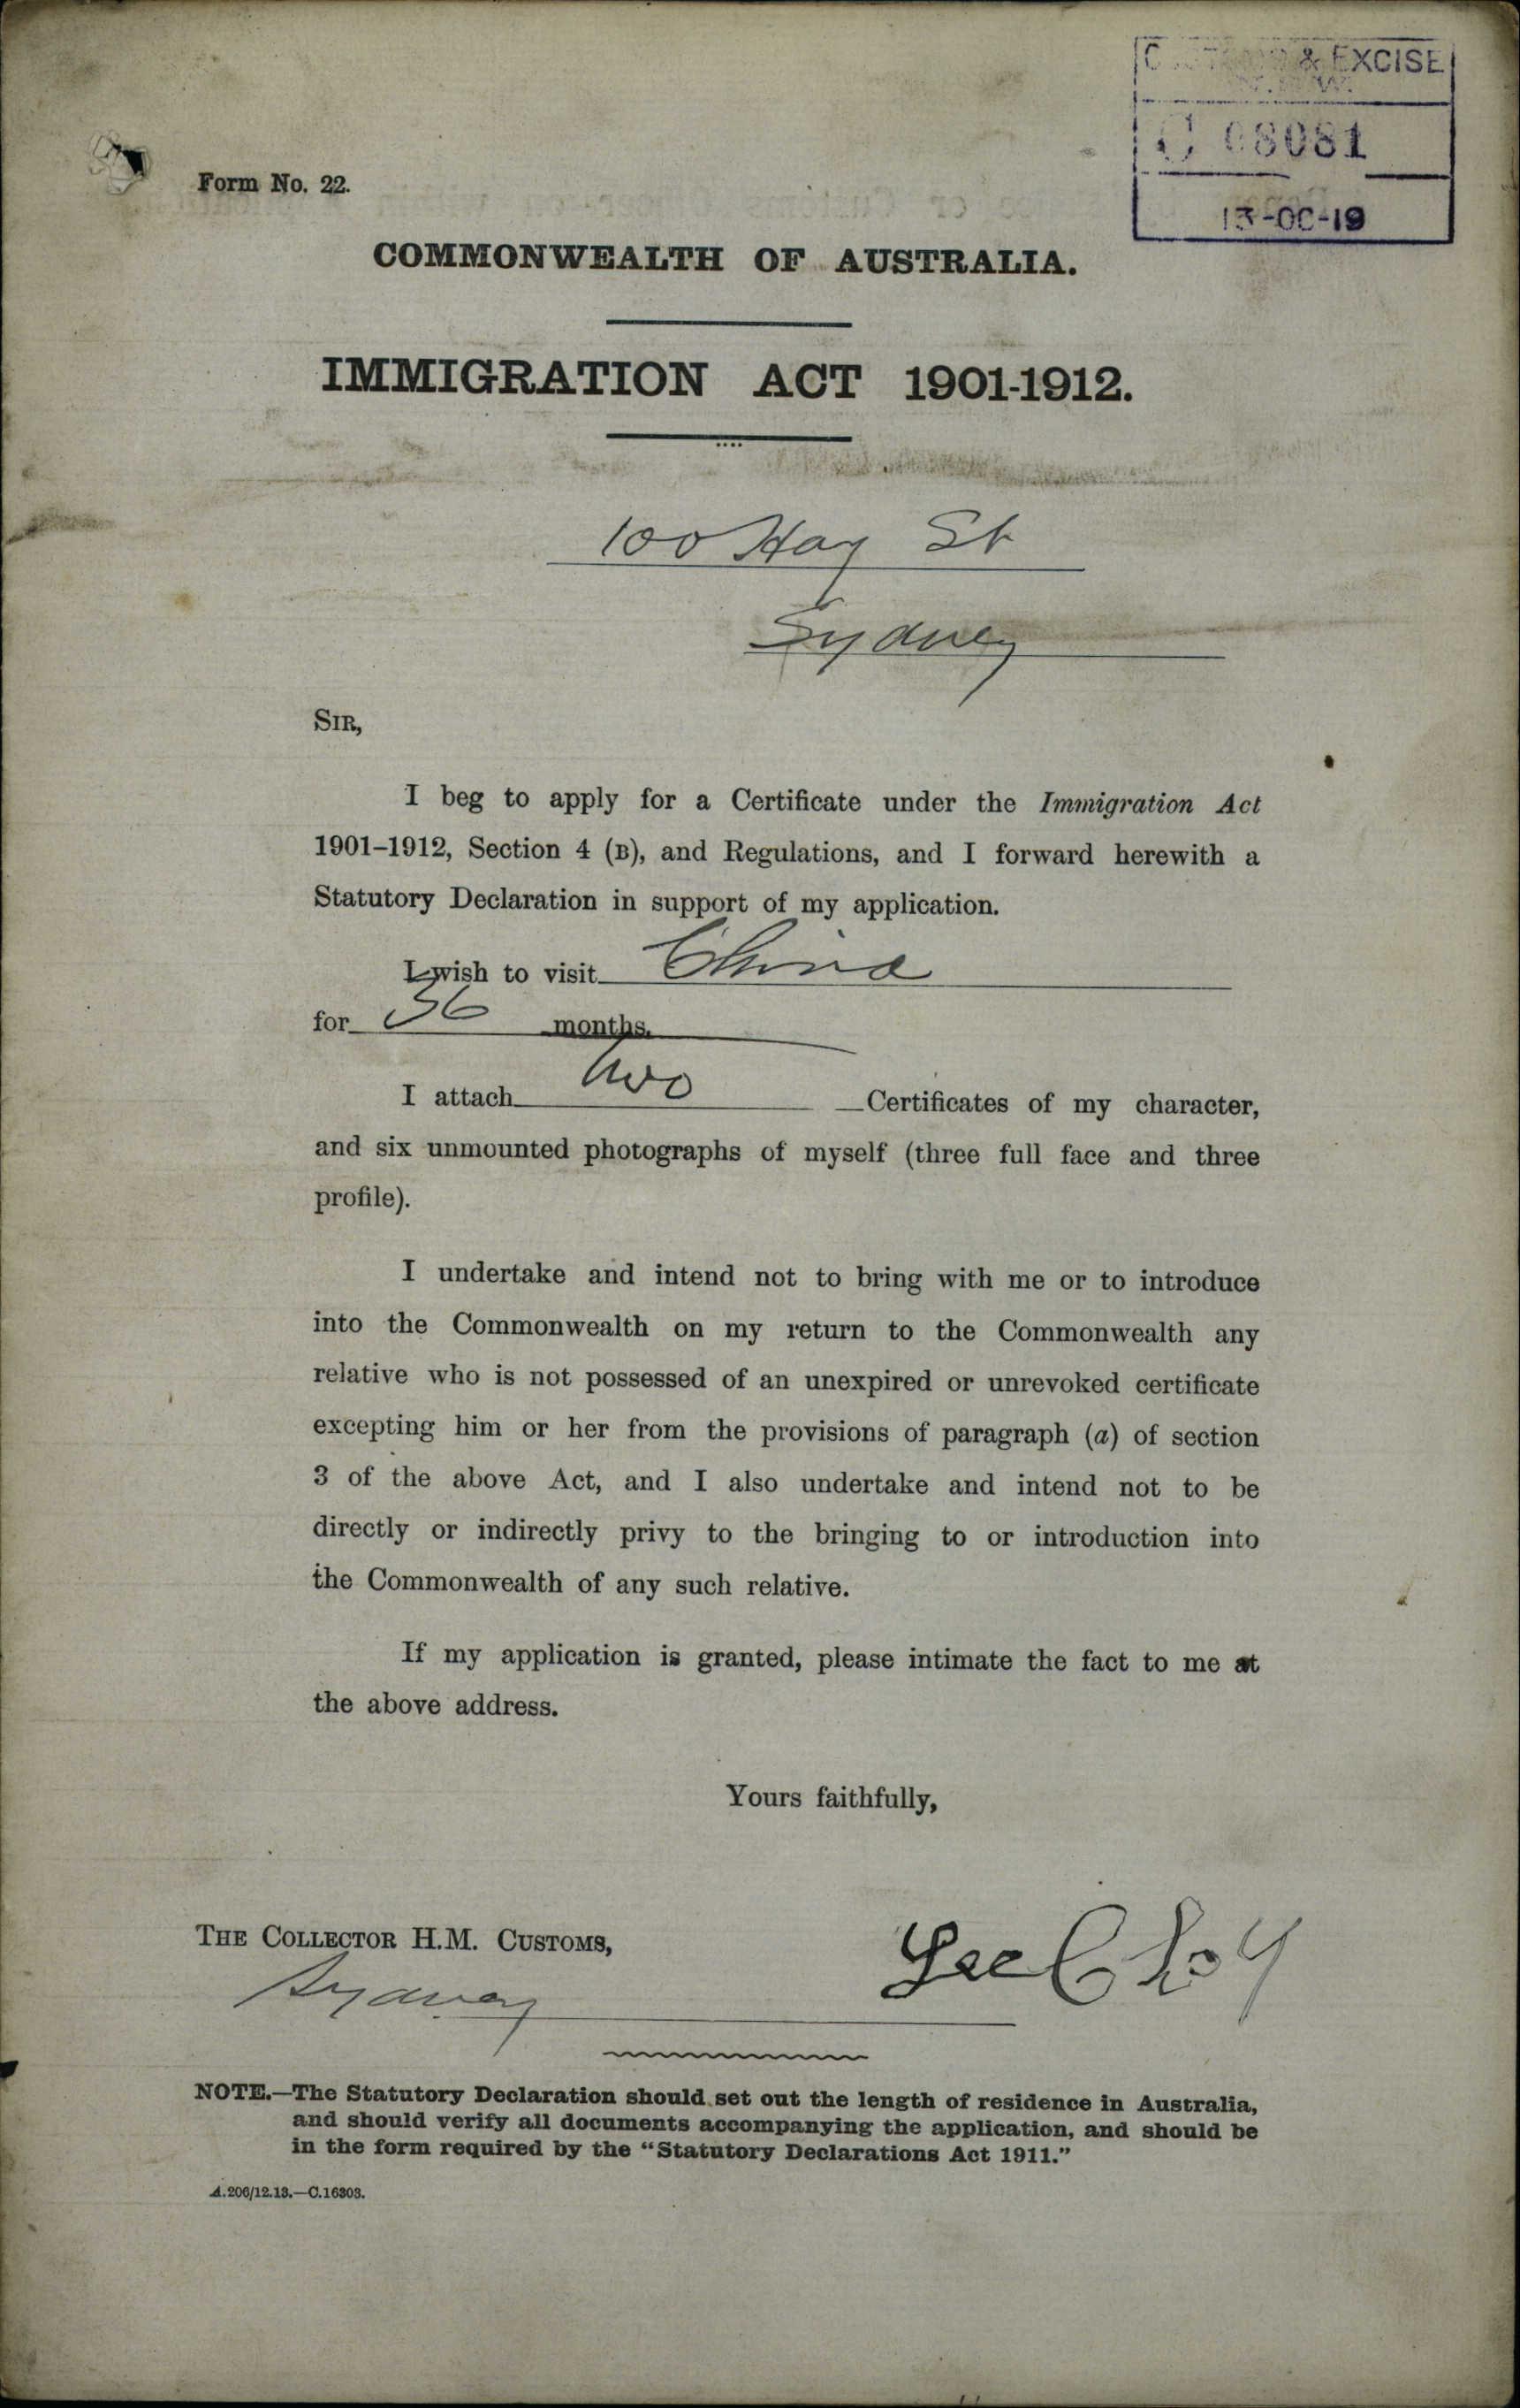 & EXCISE
C 08081
13-OC-19
Form No. 22.
COMMONWEALTH OF AUSTRALIA.
IMMIGRATION ACT 1901-1912.
100 Hay St
Sydney
SIR,
I beg to apply for a Certificate under the Immigration Act
1901–1912, Section 4 (B), and Regulations, and I forward herewith a
Statutory Declaration in support of my application.
I wish to visit China
for 36 months.
I attach two Certificates of my character,
and six unmounted photographs of myself (three full face and three
profile).
I undertake and intend not to bring with me or to introduce
into the Commonwealth on my return to the Commonwealth any
relative who is not possessed of an unexpired or unrevoked certificate
excepting him or her from the provisions of paragraph (a) of section
3 of the above Act, and I also undertake and intend not to be
directly or indirectly privy to the bringing to or introduction into
the Commonwealth of any such relative.
If my application is granted, please intimate the fact to me at
the above address.
Yours faithfully,
THE COLLECTOR H.M. CUSTOMS,
Lee Choy
Sydney
NOTE.—The Statutory Declaration should set out the length of residence in Australia,
and should verify all documents accompanying the application, and should be
in the form required by the "Statutory Declarations Act 1911."
A.206/12.13.—C.16303.